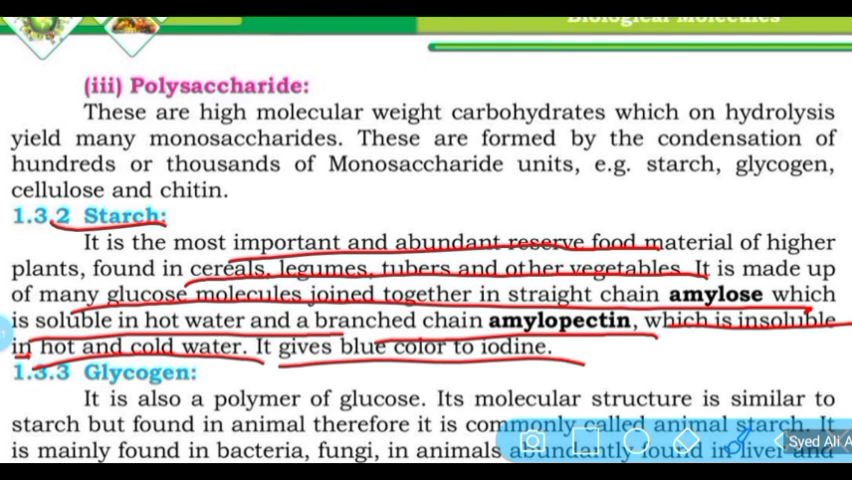 Biological Molecules
(iii) Polysaccharide:
These are high molecular weight carbohydrates which on hydrolysis
yield many monosaccharides. These are formed by the condensation of
hundreds or thousands of Monosaccharide units, e.g. starch, glycogen,
cellulose and chitin.
1.3.2 Starch:
It is the most important and abundant reserve food material of higher
plants, found in cereals, legumes, tubers and other vegetables. It is made up
of many glucose molecules joined together in straight chain amylose which
is soluble in hot water and a branched chain amylopectin, which is insoluble
in hot and cold water. It gives blue color to iodine.
1.3.3 Glycogen:
It is also a polymer of glucose. Its molecular structure is similar to
starch but found in animal therefore it is commonly called animal starch. It
is mainly found in bacteria, fungi, in animals abundantly found in liver and
Syed Ali A